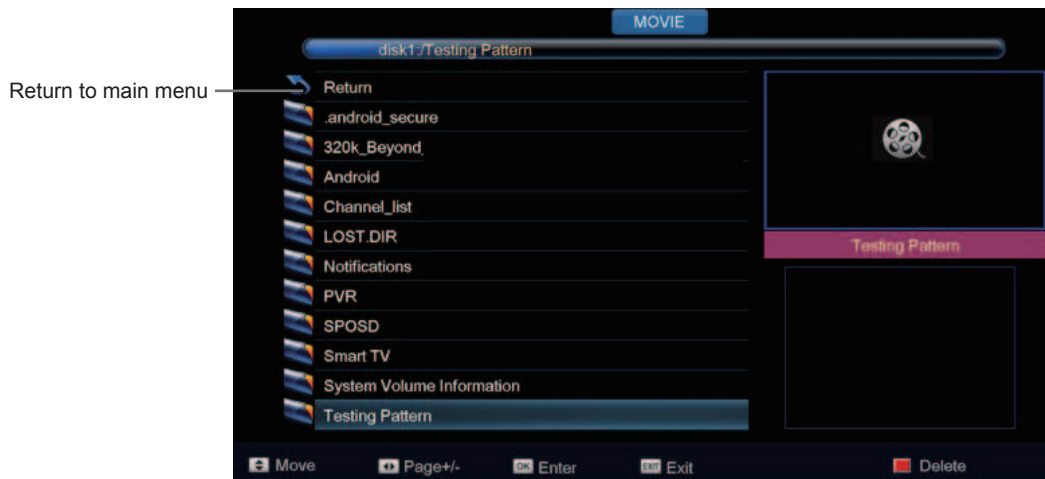 MOVIE
disk1:/Testing Pattern
Return to main menu
Return
.android_secure
320k_Beyond
Android
Channel_list
LOST.DIR
Notifications
PVR
SPOSD
Smart TV
System Volume Information
Testing Pattern
Testing Pattern
Move Page+/- OK Enter EXIT Exit Delete